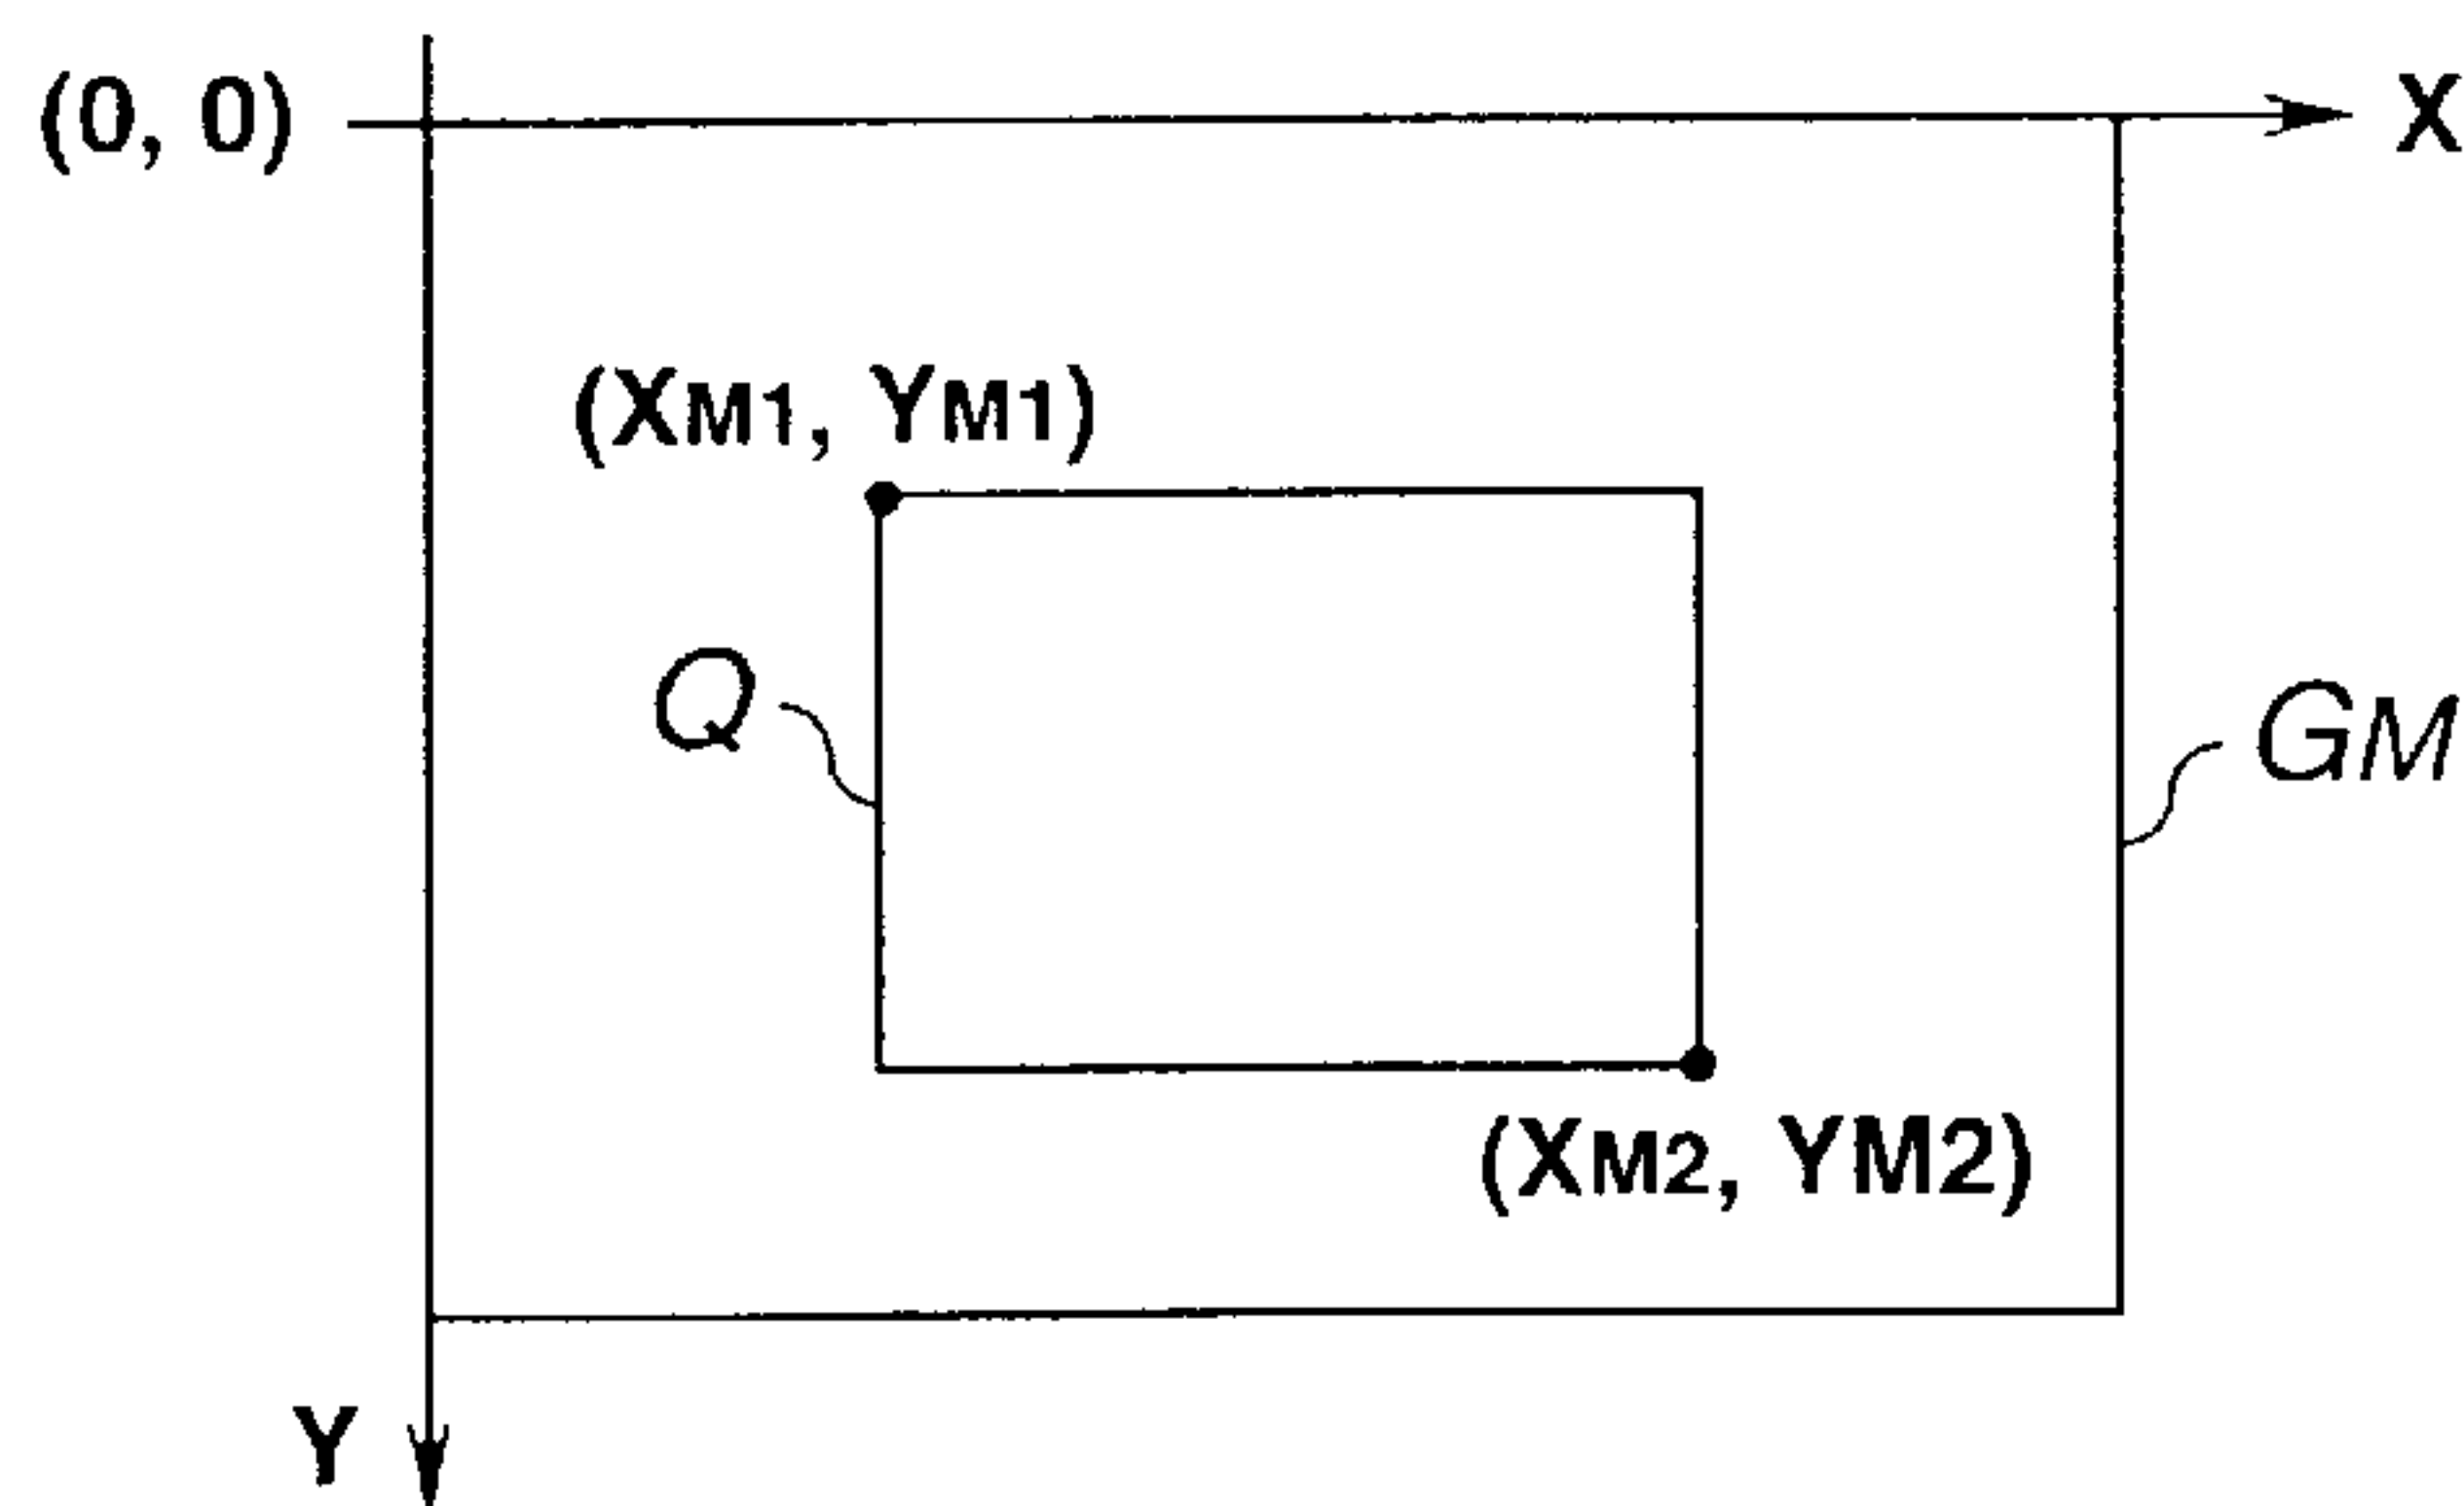 (0, 0)
X
(XM1, YM1)
Q
GM
(XM2, YM2)
Y